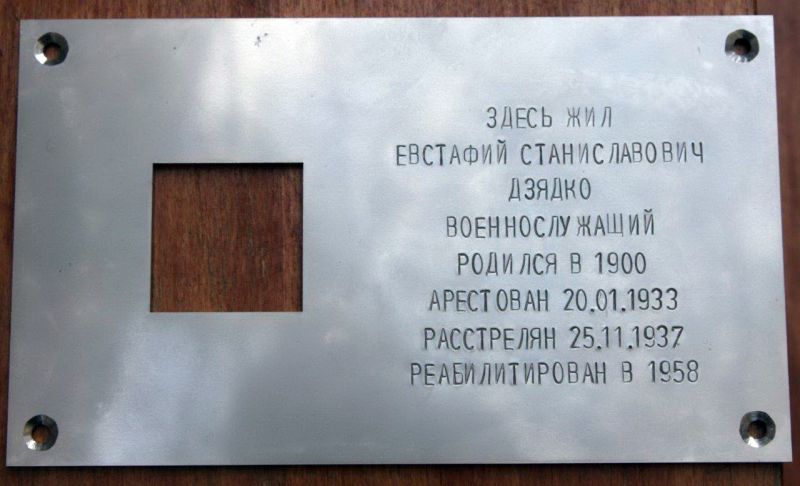 ЗДЕСЬ ЖИЛ
ЕВСТАФИЙ СТАНИСЛАВОВИЧ
ДЗЯДКО
ВОЕННОСЛУЖАЩИЙ
РОДИЛСЯ В 1900
АРЕСТОВАН 20.01.1933
РАССТРЕЛЯН 25.11.1937
РЕАБИЛИТИРОВАН В 1958